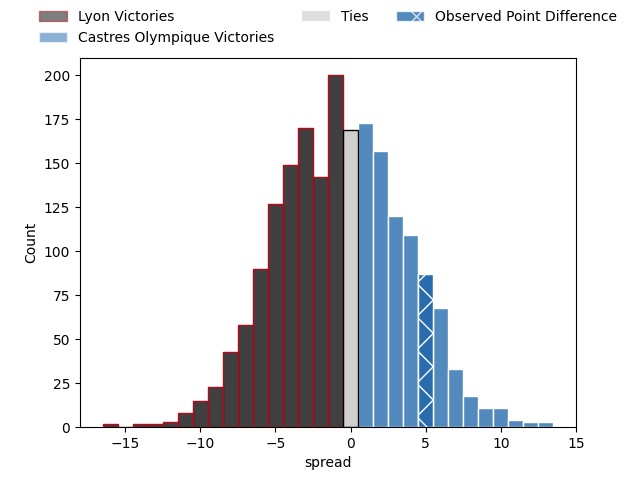 Lyon Victories
Castres Olympique Victories
Ties
Observed Point Difference
Count
200
175
150
125
100
75
50
25
0
−15
−10
−5
0
5
10
15
spread